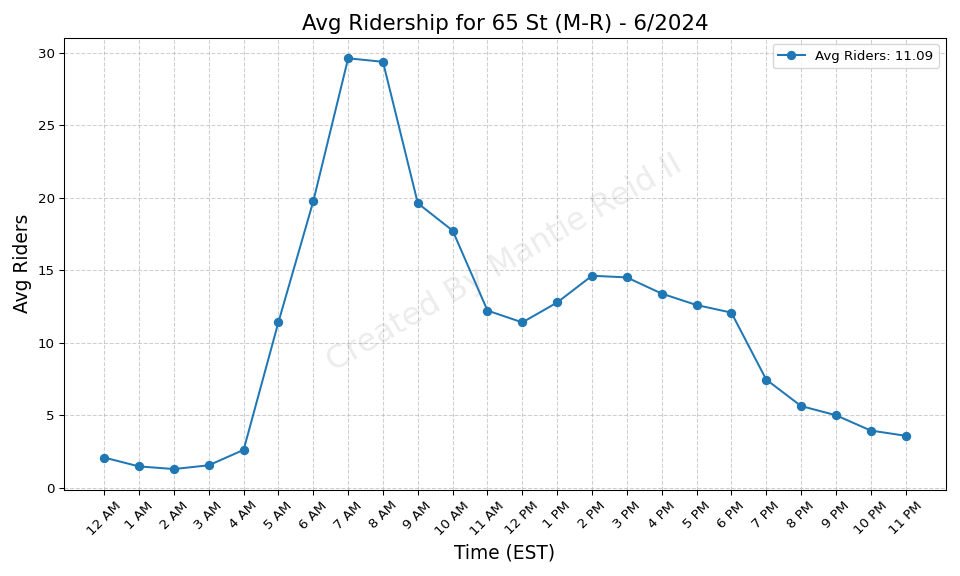 Avg Ridership for 65 St (M-R) - 6/2024
Avg Riders: 11.09
Avg Riders
30
25
20
15
10
5
0
Created By Mantie Reid II
12 AM
1 AM
2 AM
3 AM
4 AM
5 AM
6 AM
7 AM
8 AM
9 AM
10 AM
11 AM
12 PM
1 PM
2 PM
3 PM
4 PM
5 PM
6 PM
7 PM
8 PM
9 PM
10 PM
11 PM
Time (EST)